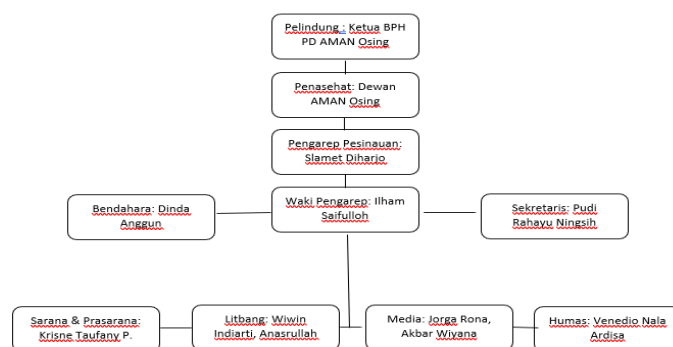 Pelindung : Ketua BPH
PD AMAN Osing
Penasehat: Dewan
AMAN Osing
Pengarep Pesinauan:
Slamet Diharjo
Waki Pengarep: Ilham
Saifulloh
Bendahara: Dinda
Anggun
Sekretaris: Pudi
Rahayu Ningsih
Sarana & Prasarana:
Krisne Taufany P.
Litbang: Wiwin
Indiarti, Anasrullah
Media: Jorga Rona,
Akbar Wiyana
Humas: Venedio Nala
Ardisa